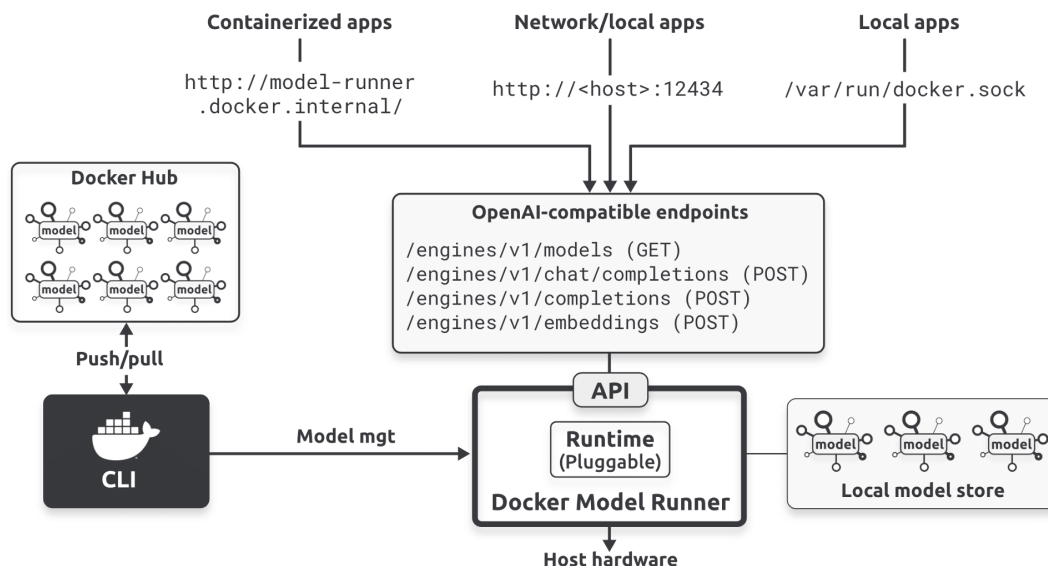 Containerized apps
Network/local apps
Local apps
http://model-runner
.docker.internal/
http://<host>:12434
/var/run/docker.sock
Docker Hub
model
model
model
model
model
model
OpenAI-compatible endpoints
/engines/v1/models (GET)
/engines/v1/chat/completions (POST)
/engines/v1/completions (POST)
/engines/v1/embeddings (POST)
Push/pull
CLI
Model mgt
API
Runtime
(Pluggable)
Docker Model Runner
model
model
model
Local model store
Host hardware